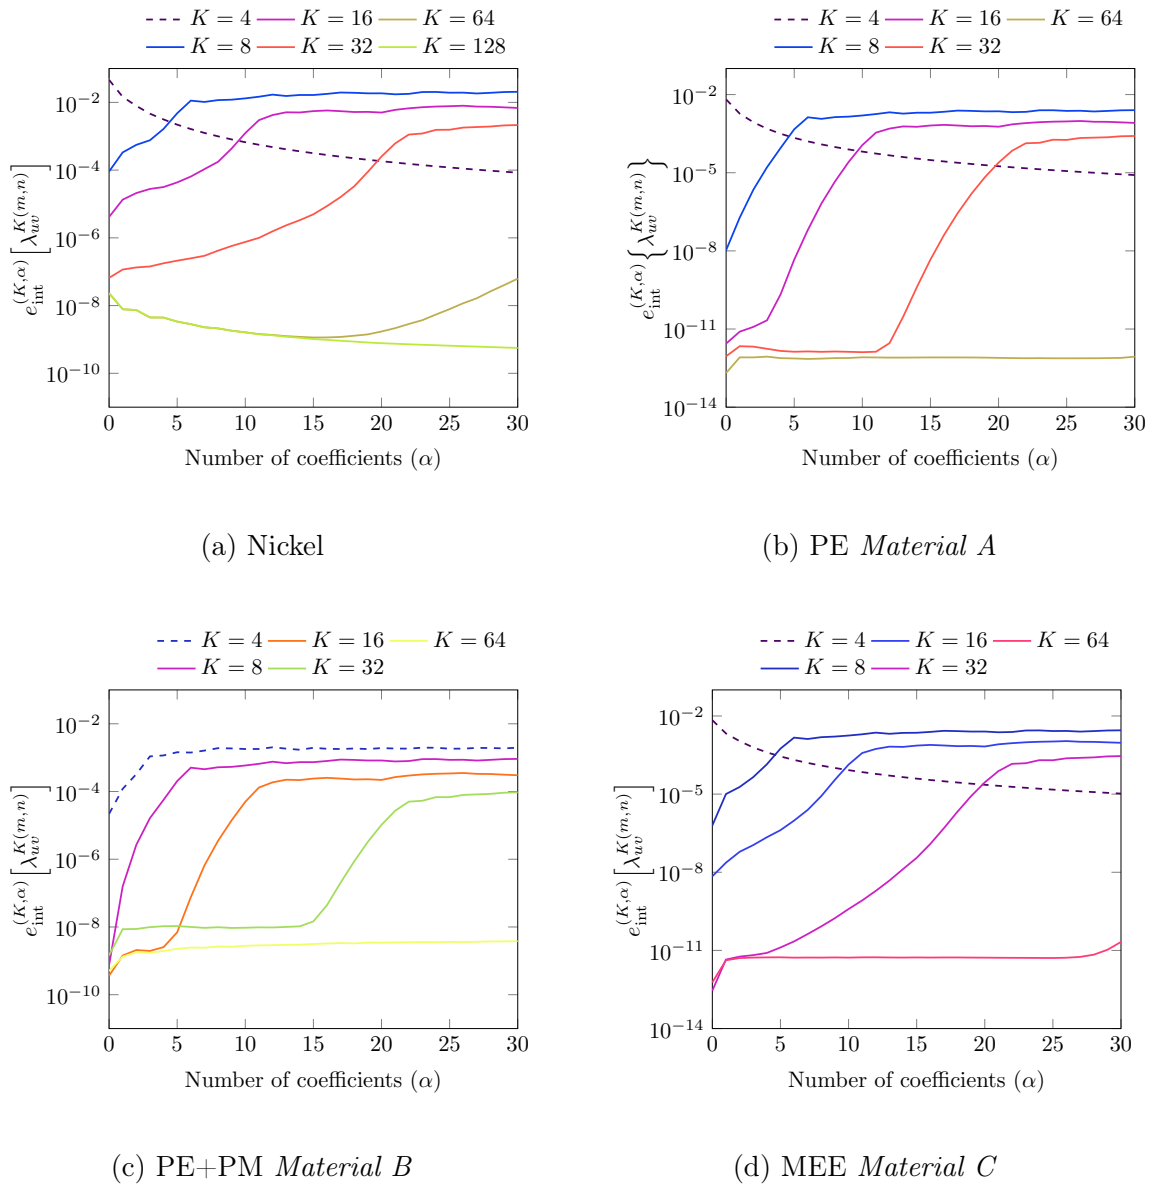 K = 4 K = 16 K = 64
K = 8 K = 32 K = 128
10⁻²
10⁻⁴
10⁻⁶
10⁻⁸
10⁻¹⁰
0 5 10 15 20 25 30
e_int^(K,α) [λ_uv^K(m,n)]
Number of coefficients (α)
(a) Nickel
K = 4 K = 16 K = 64
K = 8 K = 32
10⁻²
10⁻⁵
10⁻⁸
10⁻¹¹
10⁻¹⁴
0 5 10 15 20 25 30
e_int^(K,α) {λ_uv^K(m,n)}
Number of coefficients (α)
(b) PE Material A
K = 4 K = 16 K = 64
K = 8 K = 32
10⁻²
10⁻⁴
10⁻⁶
10⁻⁸
10⁻¹⁰
0 5 10 15 20 25 30
e_int^(K,α) [λ_uv^K(m,n)]
Number of coefficients (α)
(c) PE+PM Material B
K = 4 K = 16 K = 64
K = 8 K = 32
10⁻²
10⁻⁵
10⁻⁸
10⁻¹¹
10⁻¹⁴
0 5 10 15 20 25 30
e_int^(K,α) [λ_uv^K(m,n)]
Number of coefficients (α)
(d) MEE Material C